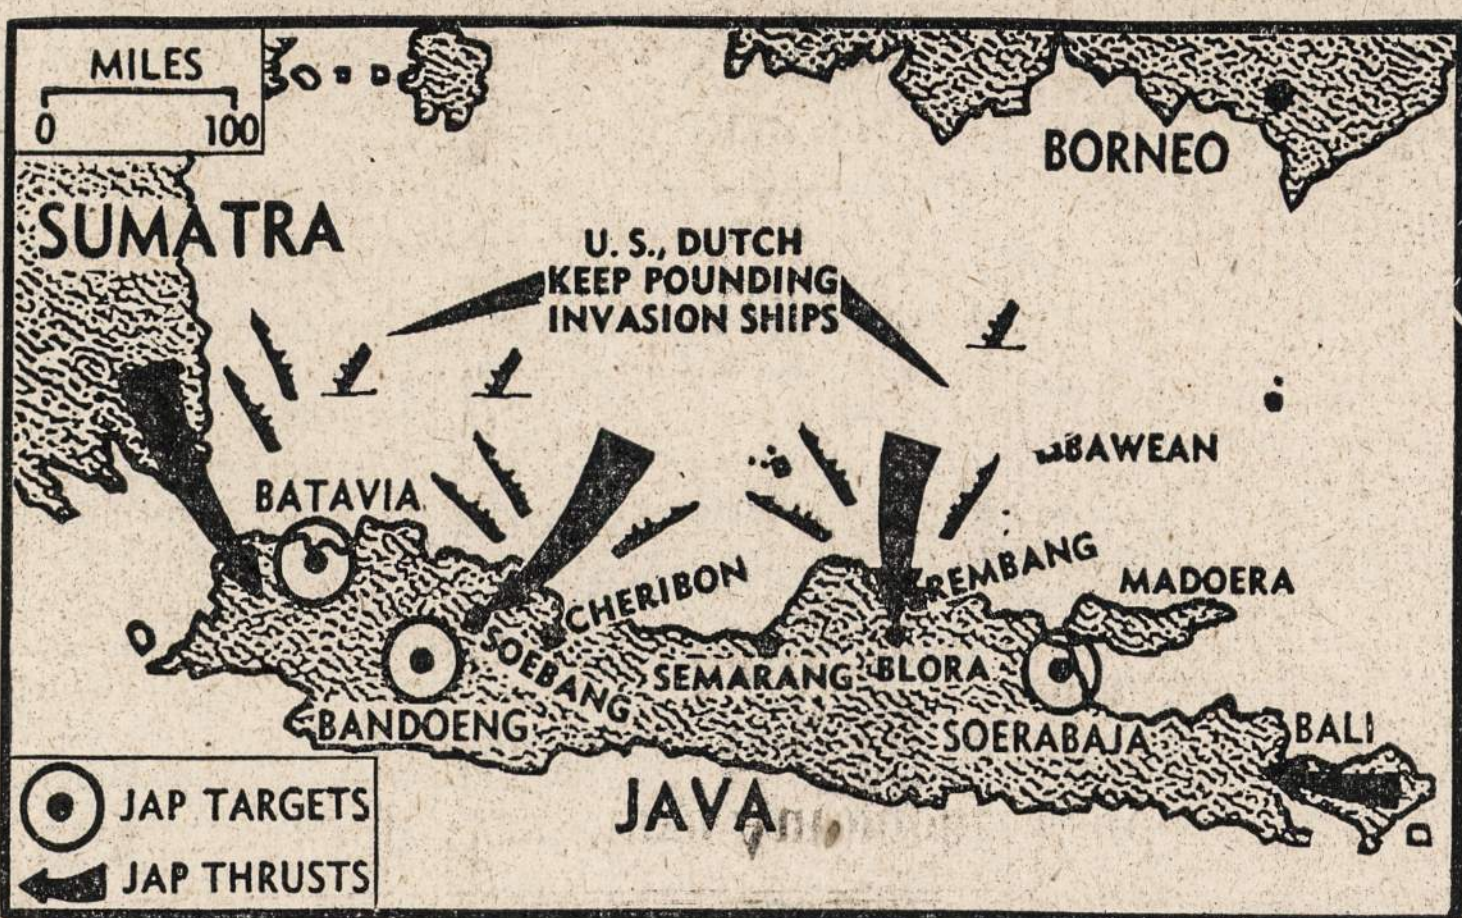 MILES
0 100
SUMATRA
BORNEO
U. S., DUTCH
KEEP POUNDING
INVASION SHIPS
BAWEAN
BATAVIA
CHERIBON
REMBANG
MADOERA
SOEBANG
SEMARANG
BLORA
BANDOENG
SOERABAJA
BALI
JAVA
JAP TARGETS
JAP THRUSTS